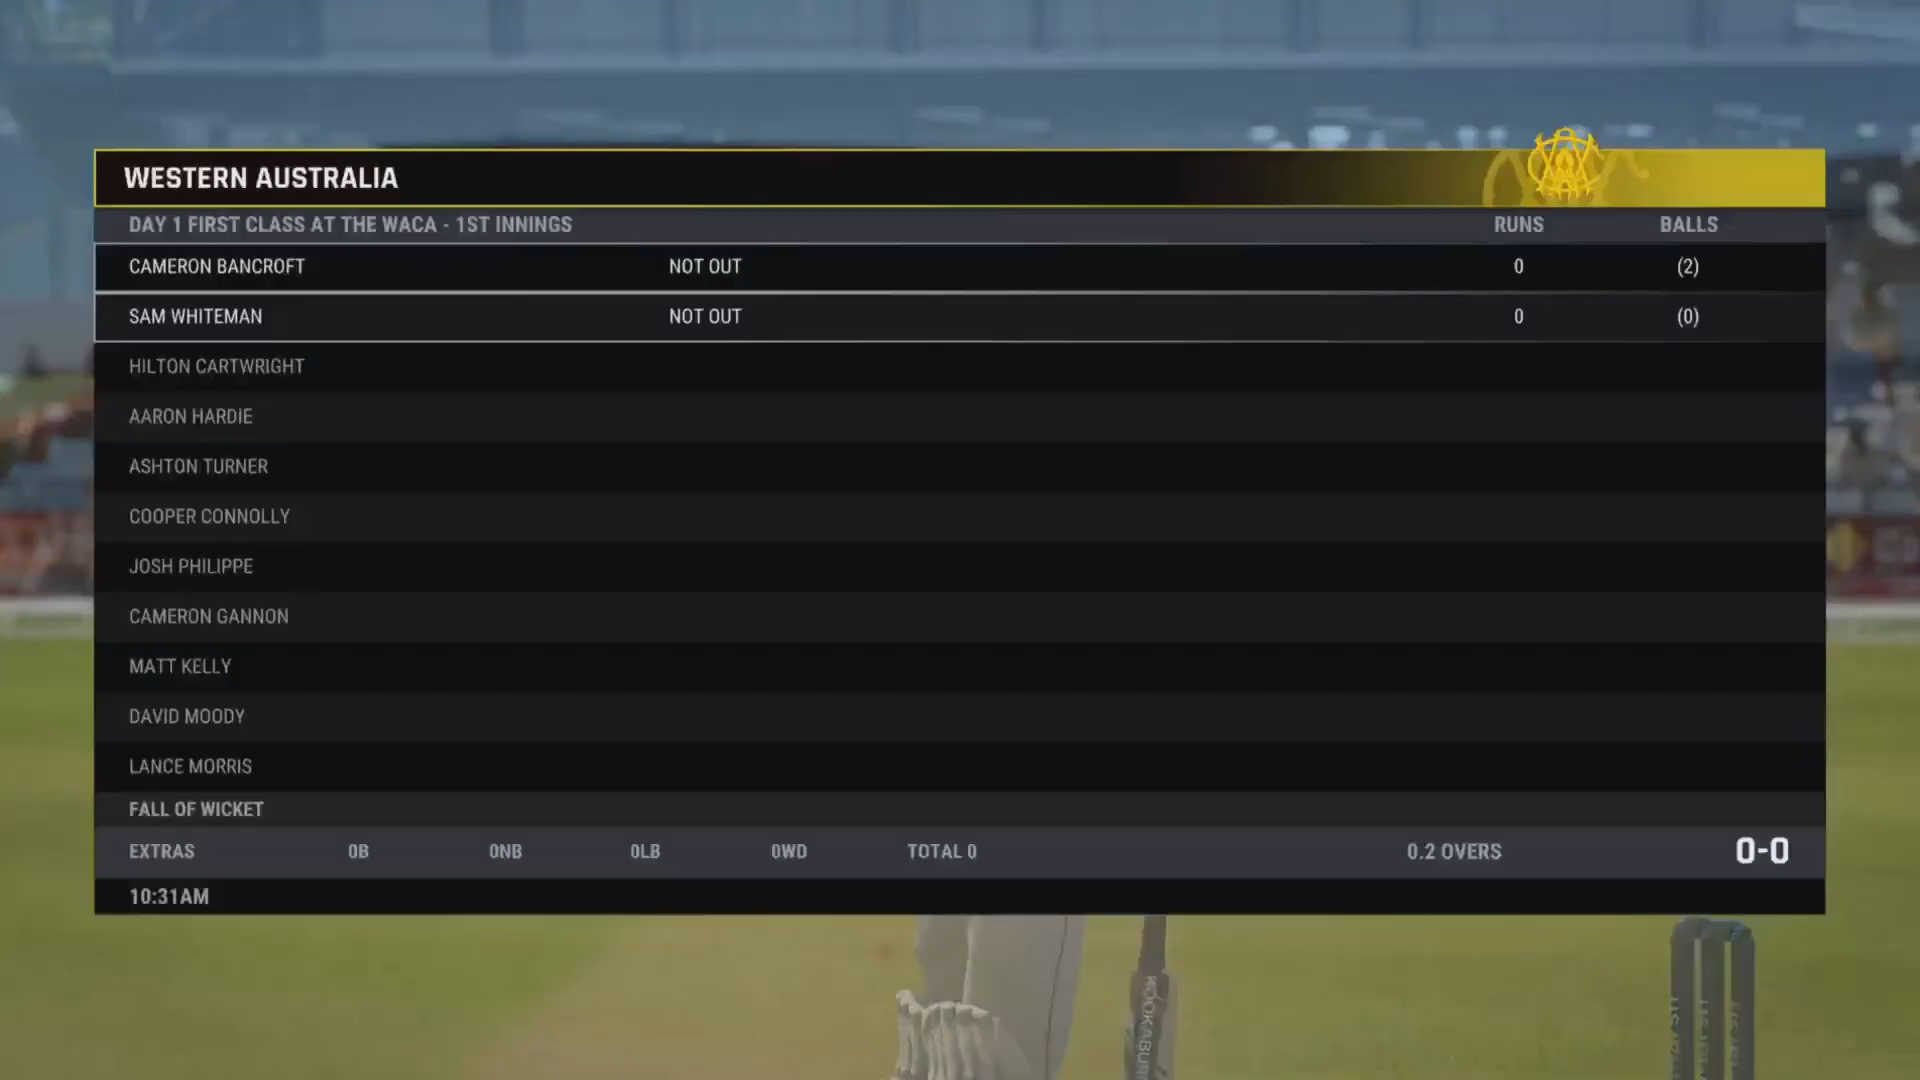 WESTERN AUSTRALIA
DAY 1 FIRST CLASS AT THE WACA - 1ST INNINGS RUNS BALLS
CAMERON BANCROFT NOT OUT 0 (2)
SAM WHITEMAN NOT OUT 0 (0)
HILTON CARTWRIGHT
AARON HARDIE
ASHTON TURNER
COOPER CONNOLLY
JOSH PHILIPPE
CAMERON GANNON
MATT KELLY
DAVID MOODY
LANCE MORRIS
FALL OF WICKET
EXTRAS 0B 0NB 0LB 0WD TOTAL 0 0.2 OVERS 0-0
10:31AM